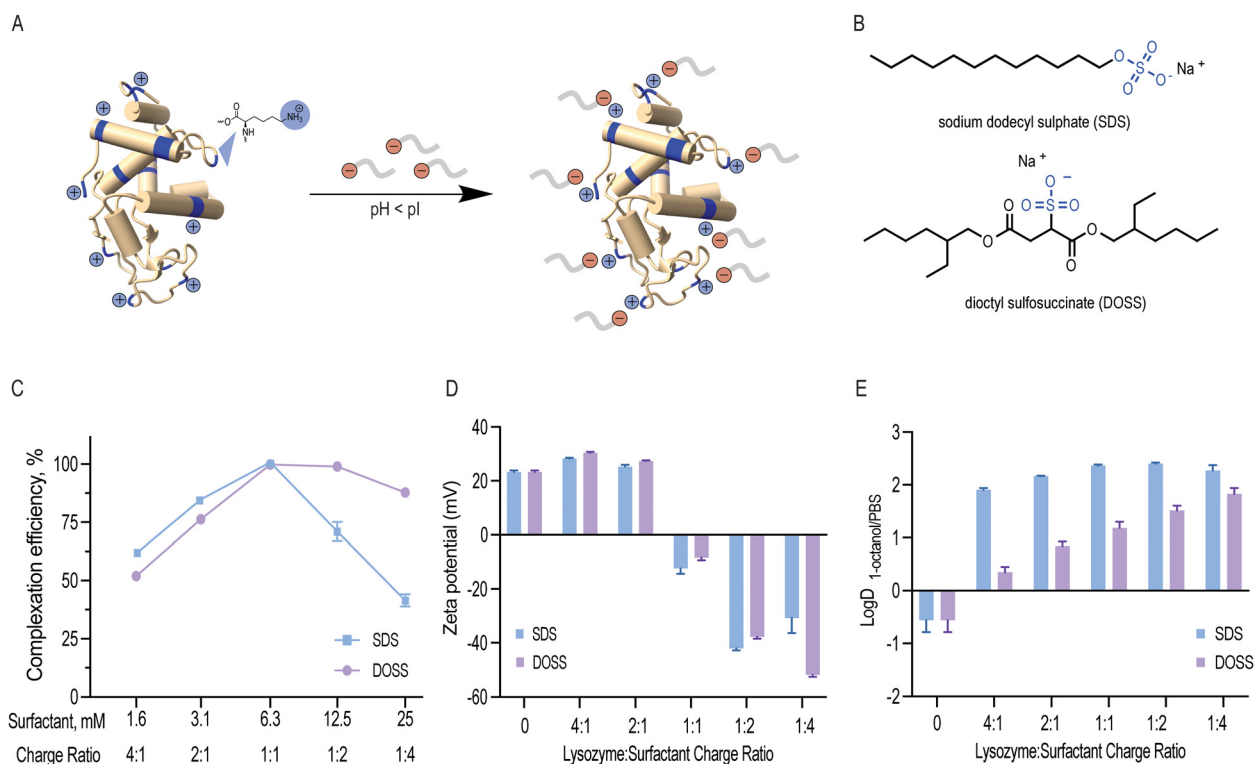 A
B
O
O
NH
NH₃
+
pH < pI
O
O
S
O
O-
Na +
sodium dodecyl sulphate (SDS)
Na +
O −
O=S=O
O
O
O
O
dioctyl sulfosuccinate (DOSS)
C
Complexation efficiency, %
100
75
50
25
0
SDS
DOSS
Surfactant, mM 1.6 3.1 6.3 12.5 25
Charge Ratio 4:1 2:1 1:1 1:2 1:4
D
Zeta potential (mV)
40
20
0
-20
-40
-60
SDS
DOSS
0 4:1 2:1 1:1 1:2 1:4
Lysozyme:Surfactant Charge Ratio
E
LogD 1-octanol/PBS
3
2
1
0
-1
-2
SDS
DOSS
0 4:1 2:1 1:1 1:2 1:4
Lysozyme:Surfactant Charge Ratio